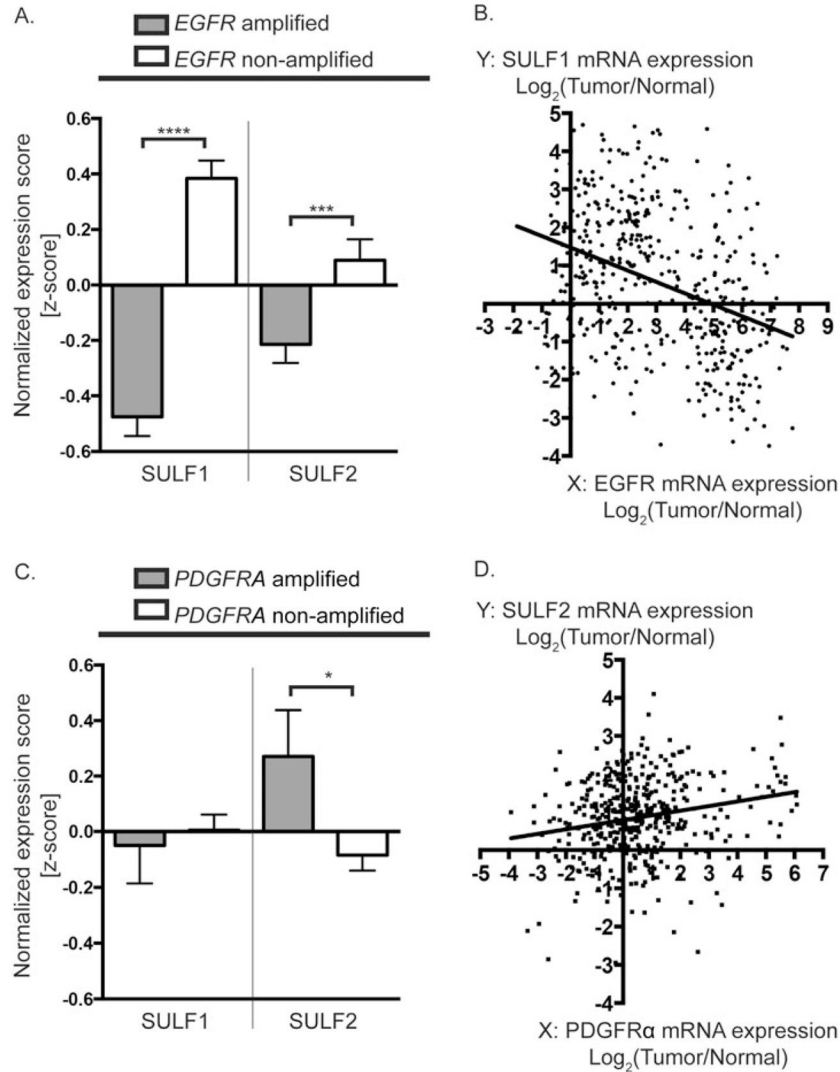 A.
EGFR amplified
EGFR non-amplified
Normalized expression score
[z-score]
0.6
0.4
0.2
0.0
-0.2
-0.4
-0.6
****
***
SULF1 SULF2
B.
Y: SULF1 mRNA expression
Log2(Tumor/Normal)
5
4
3
2
1
-3 -2 -1 1 2 3 4 5 6 7 8 9
-1
-2
-3
-4
X: EGFR mRNA expression
Log2(Tumor/Normal)
C.
PDGFRA amplified
PDGFRA non-amplified
Normalized expression score
[z-score]
0.6
0.4
0.2
0.0
-0.2
-0.4
-0.6
*
SULF1 SULF2
D.
Y: SULF2 mRNA expression
Log2(Tumor/Normal)
5
4
3
2
1
-5 -4 -3 -2 -1 1 2 3 4 5 6 7
-1
-2
-3
-4
X: PDGFRα mRNA expression
Log2(Tumor/Normal)